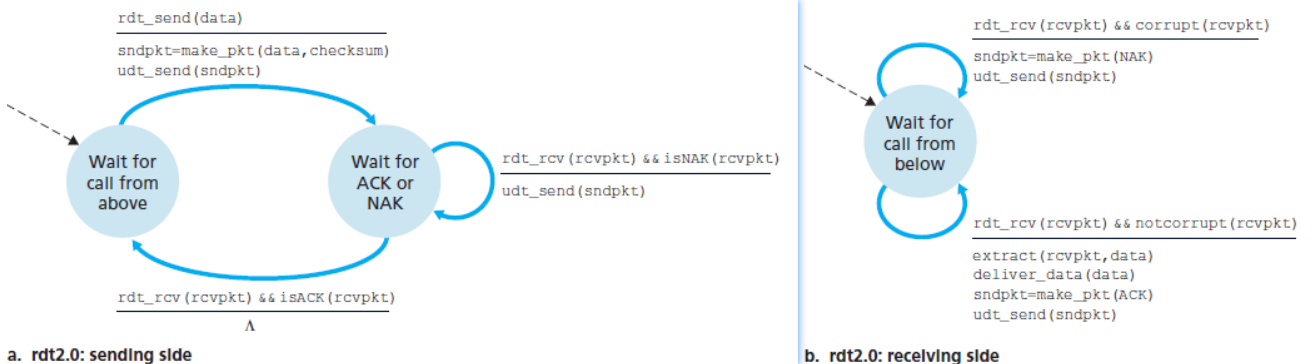 rdt_send(data)
sndpkt=make_pkt(data,checksum)
udt_send(sndpkt)
Wait for
call from
above
Wait for
ACK or
NAK
rdt_rcv(rcvpkt) && isNAK(rcvpkt)
udt_send(sndpkt)
rdt_rcv(rcvpkt) && isACK(rcvpkt)
Λ
a. rdt2.0: sending side
rdt_rcv(rcvpkt) && corrupt(rcvpkt)
sndpkt=make_pkt(NAK)
udt_send(sndpkt)
Wait for
call from
below
rdt_rcv(rcvpkt) && notcorrupt(rcvpkt)
extract(rcvpkt,data)
deliver_data(data)
sndpkt=make_pkt(ACK)
udt_send(sndpkt)
b. rdt2.0: receiving side